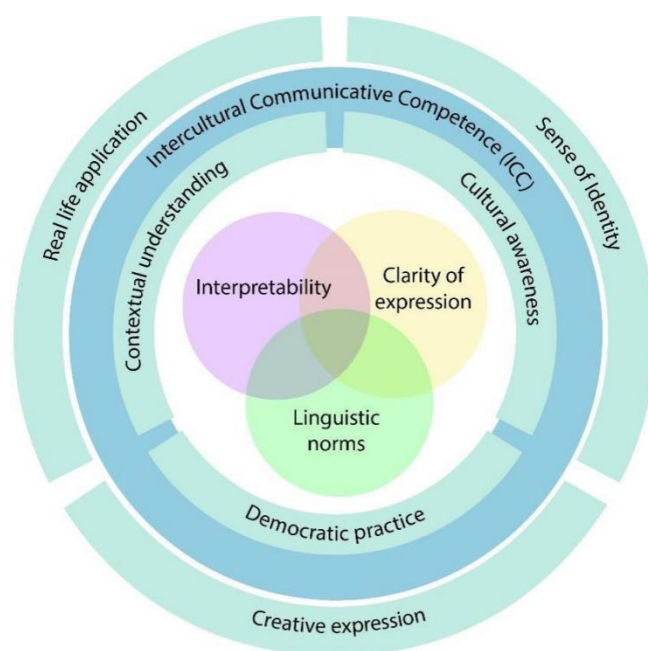 Real life application
Sense of Identity
Intercultural Communicative Competence (ICC)
Contextual understanding
Cultural awareness
Interpretability
Clarity of
expression
Linguistic
norms
Democratic practice
Creative expression